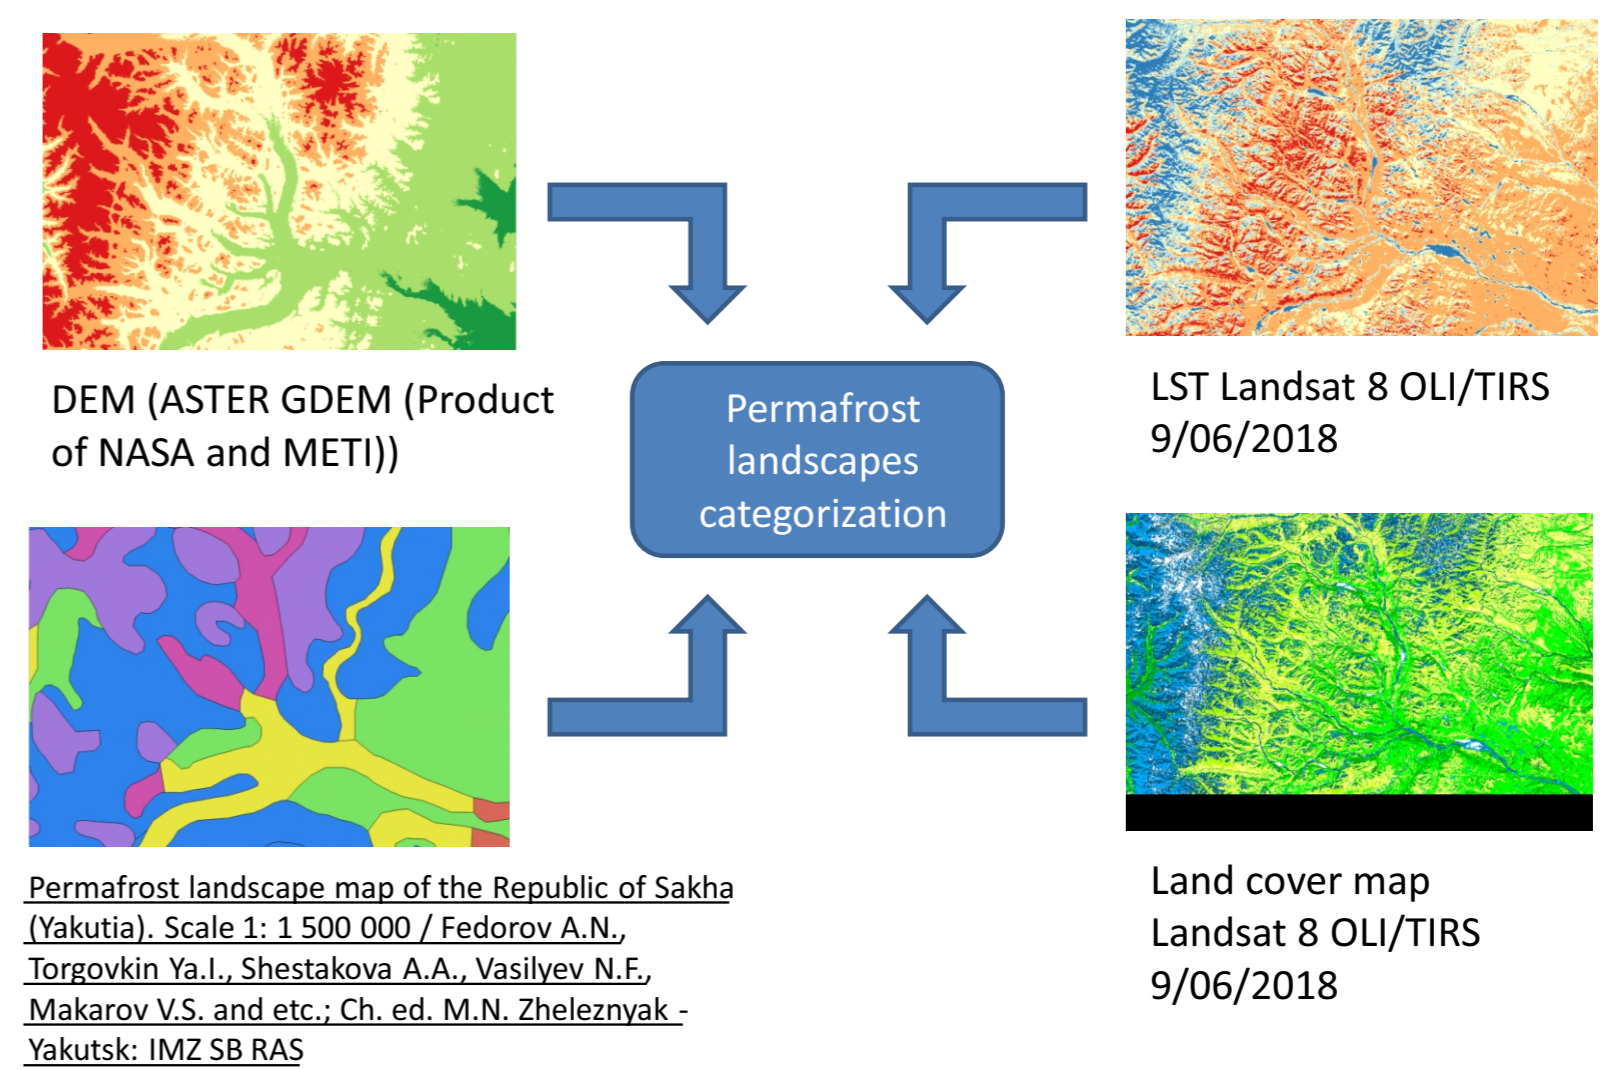 DEM (ASTER GDEM (Product
of NASA and METI))
LST Landsat 8 OLI/TIRS
9/06/2018
Permafrost
landscapes
categorization
Permafrost landscape map of the Republic of Sakha
(Yakutia). Scale 1: 1 500 000 / Fedorov A.N.,
Torgovkin Ya.I., Shestakova A.A., Vasilyev N.F.,
Makarov V.S. and etc.; Ch. ed. M.N. Zheleznyak -
Yakutsk: IMZ SB RAS
Land cover map
Landsat 8 OLI/TIRS
9/06/2018